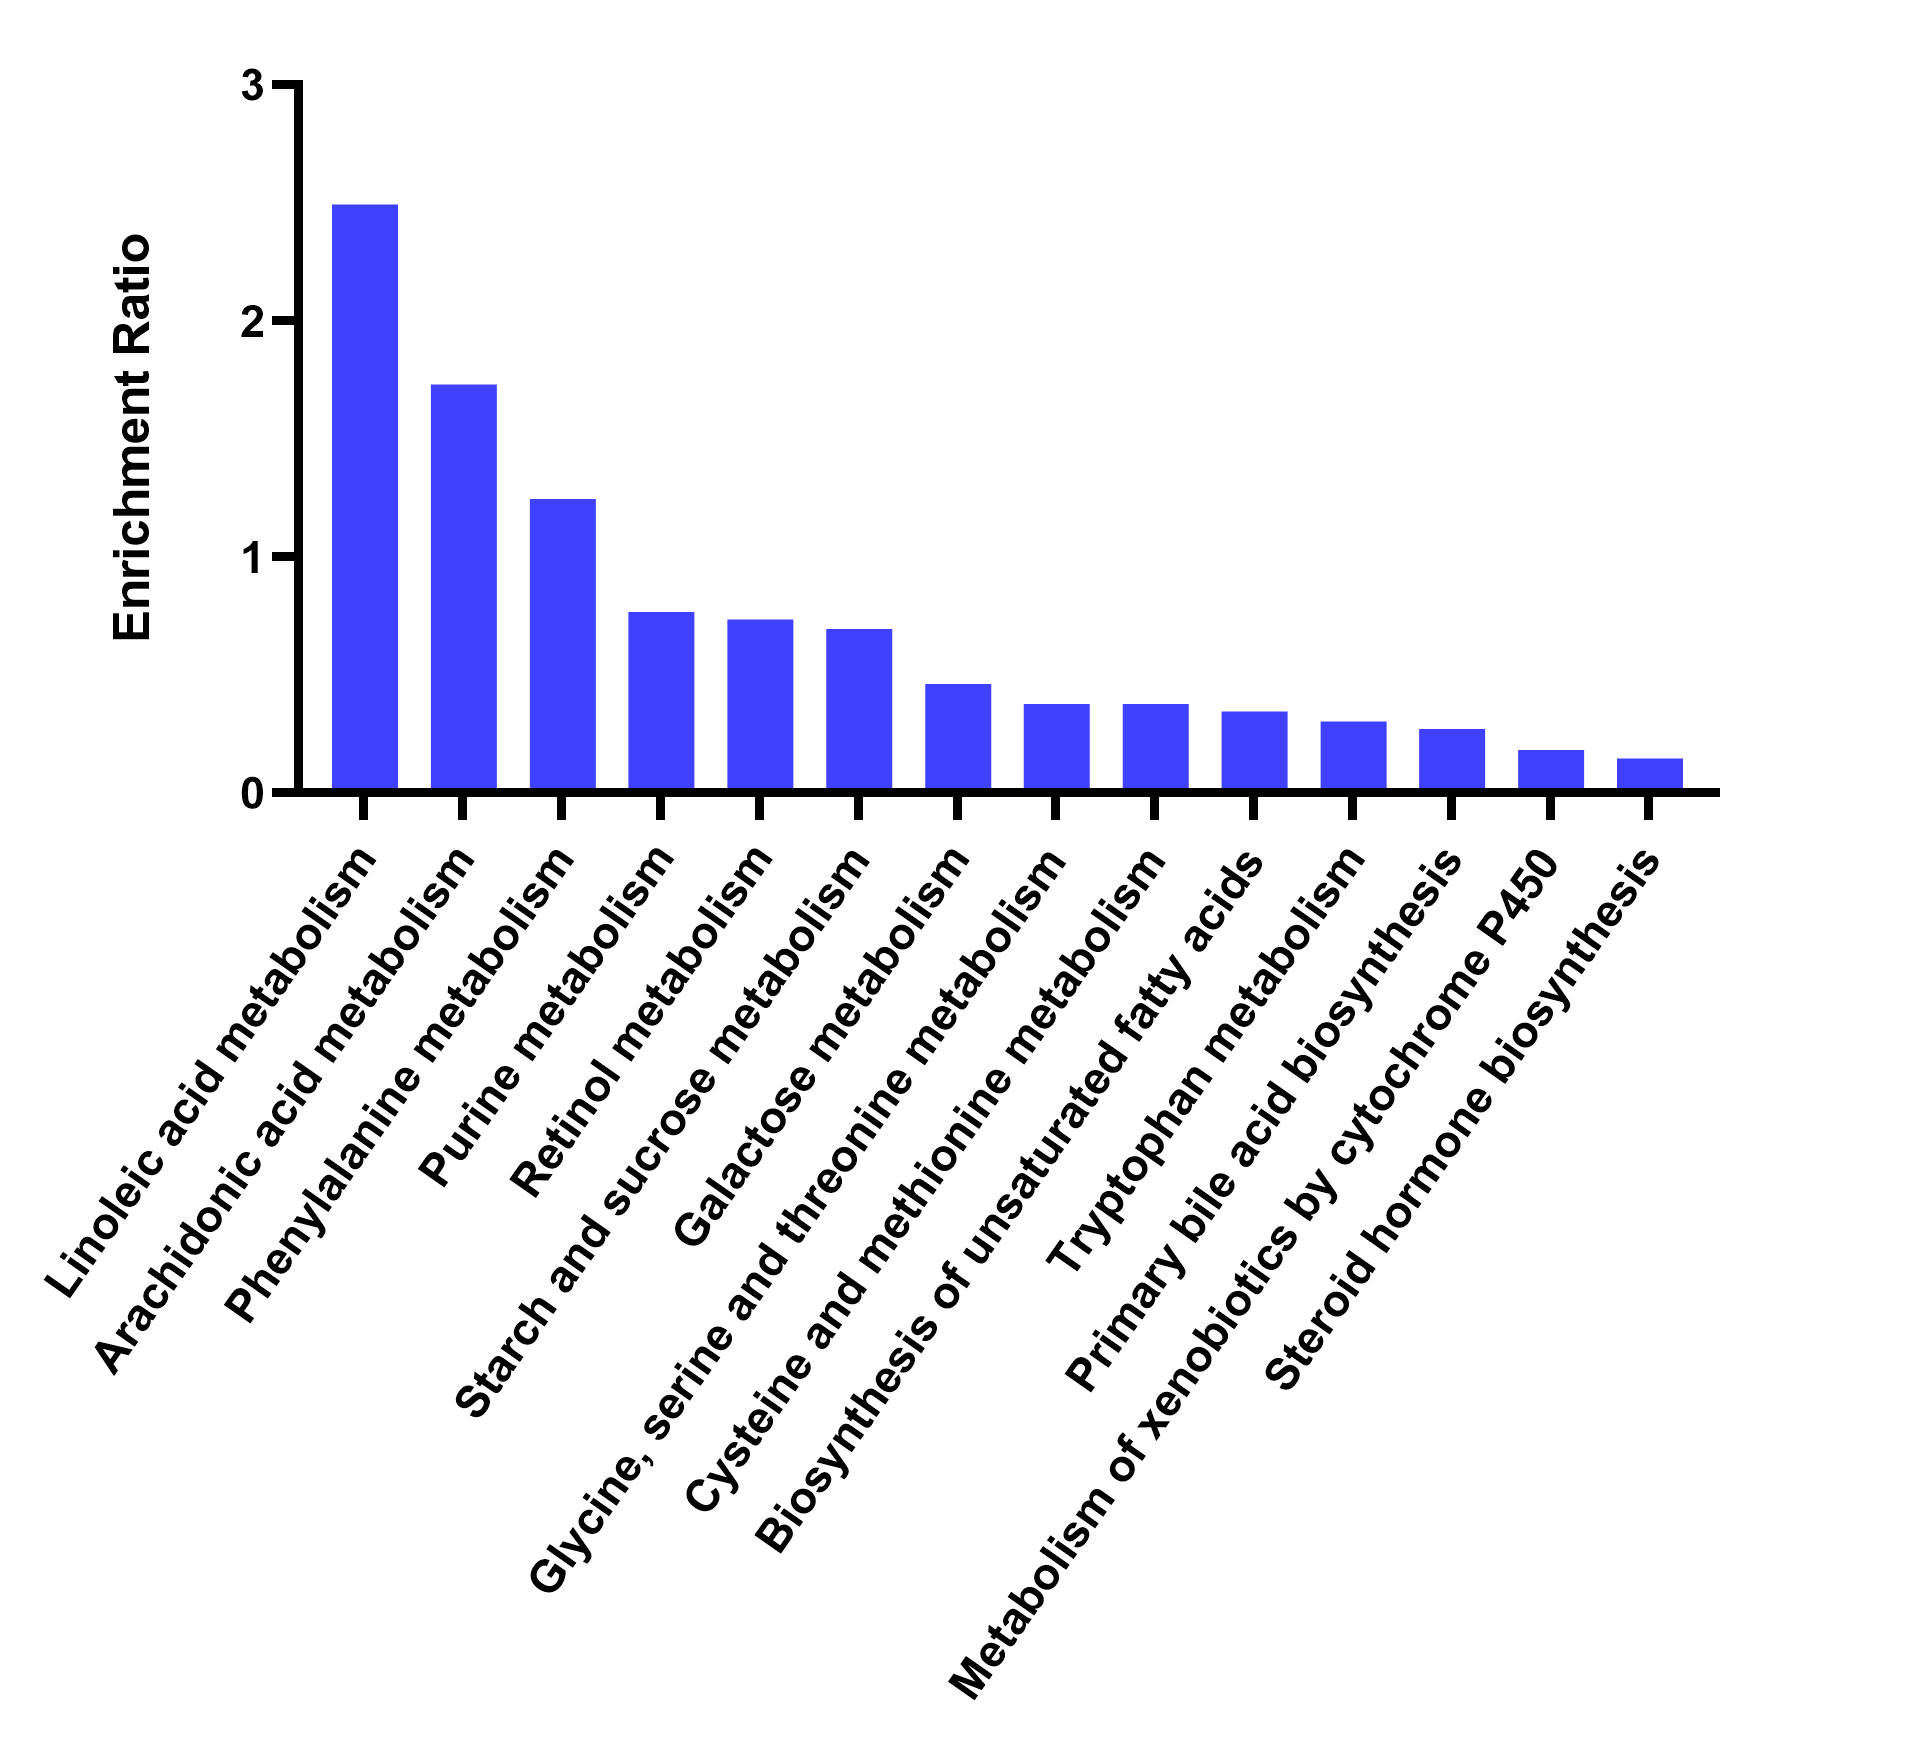 Enrichment Ratio
3
2
1
0
Linoleic acid metabolism
Arachidonic acid metabolism
Phenylalanine metabolism
Purine metabolism
Retinol metabolism
Starch and sucrose metabolism
Galactose metabolism
Glycine, serine and threonine metabolism
Cysteine and methionine metabolism
Biosynthesis of unsaturated fatty acids
Tryptophan metabolism
Primary bile acid biosynthesis
Metabolism of xenobiotics by cytochrome P450
Steroid hormone biosynthesis